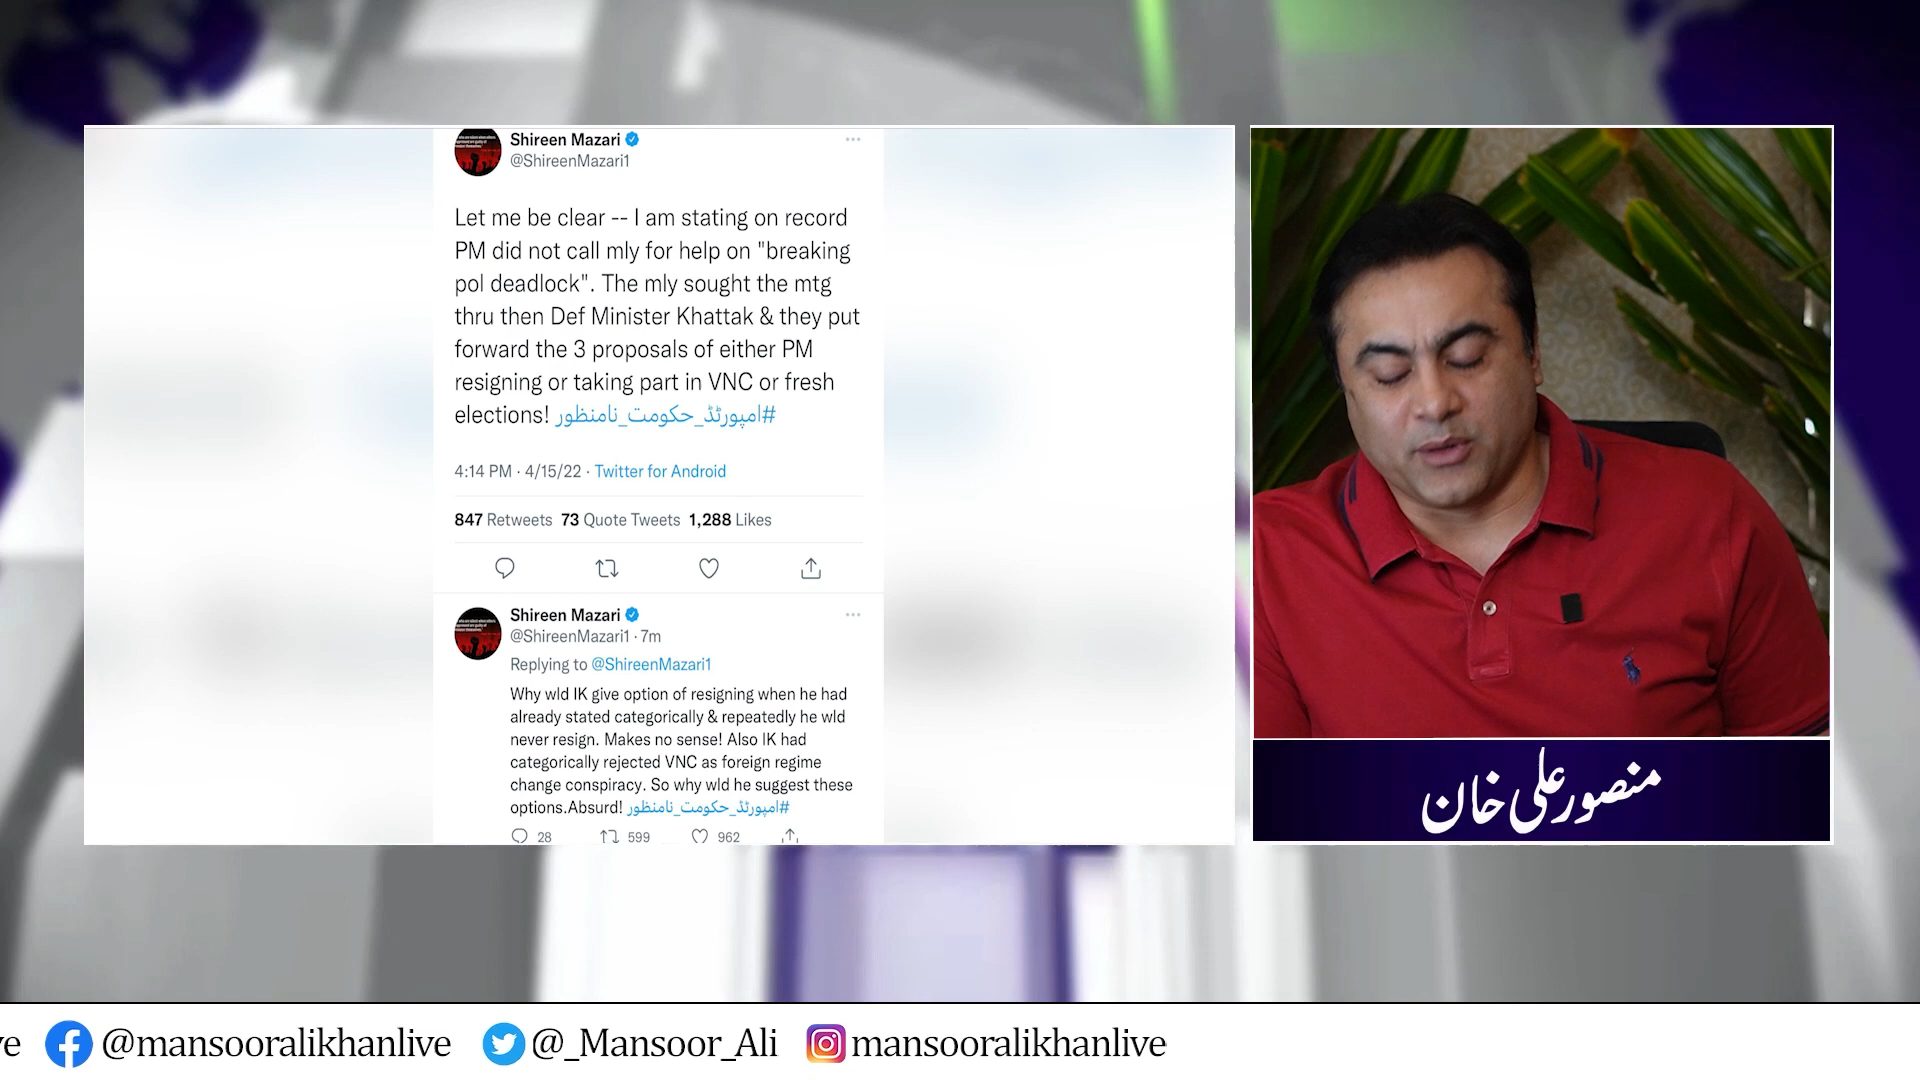 Shireen Mazari
@ShireenMazari1
Let me be clear -- I am stating on record
PM did not call mly for help on "breaking
pol deadlock". The mly sought the mtg
thru then Def Minister Khattak & they put
forward the 3 proposals of either PM
resigning or taking part in VNC or fresh
elections! #امپورٹڈ_حکومت_نامنظور
4:14 PM · 4/15/22 · Twitter for Android
847 Retweets 73 Quote Tweets 1,288 Likes
Shireen Mazari
@ShireenMazari1 · 7m
Replying to @ShireenMazari1
Why wld IK give option of resigning when he had
already stated categorically & repeatedly he wld
never resign. Makes no sense! Also IK had
categorically rejected VNC as foreign regime
change conspiracy. So why wld he suggest these
options.Absurd! #امپورٹڈ_حکومت_نامنظور
28 599 962
منصور علی خان
@mansooralikhanlive @_Mansoor_Ali mansooralikhanlive